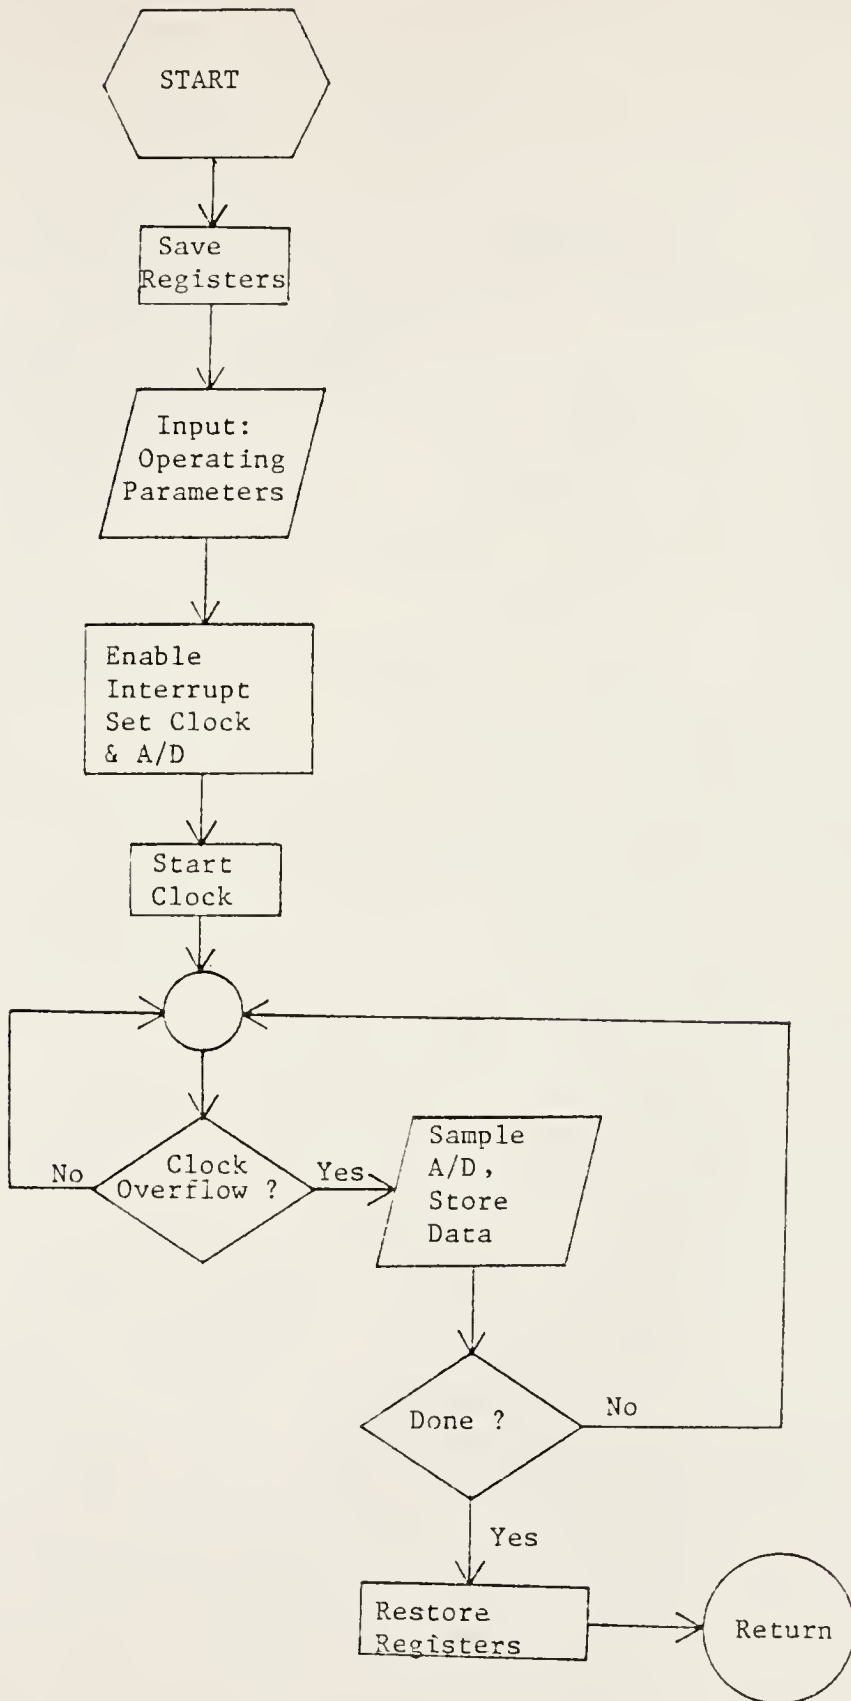 START
Save
Registers
Input:
Operating
Parameters
Enable
Interrupt
Set Clock
& A/D
Start
Clock
No
Clock
Overflow ?
Yes
Sample
A/D,
Store
Data
Done ?
No
Yes
Restore
Registers
Return